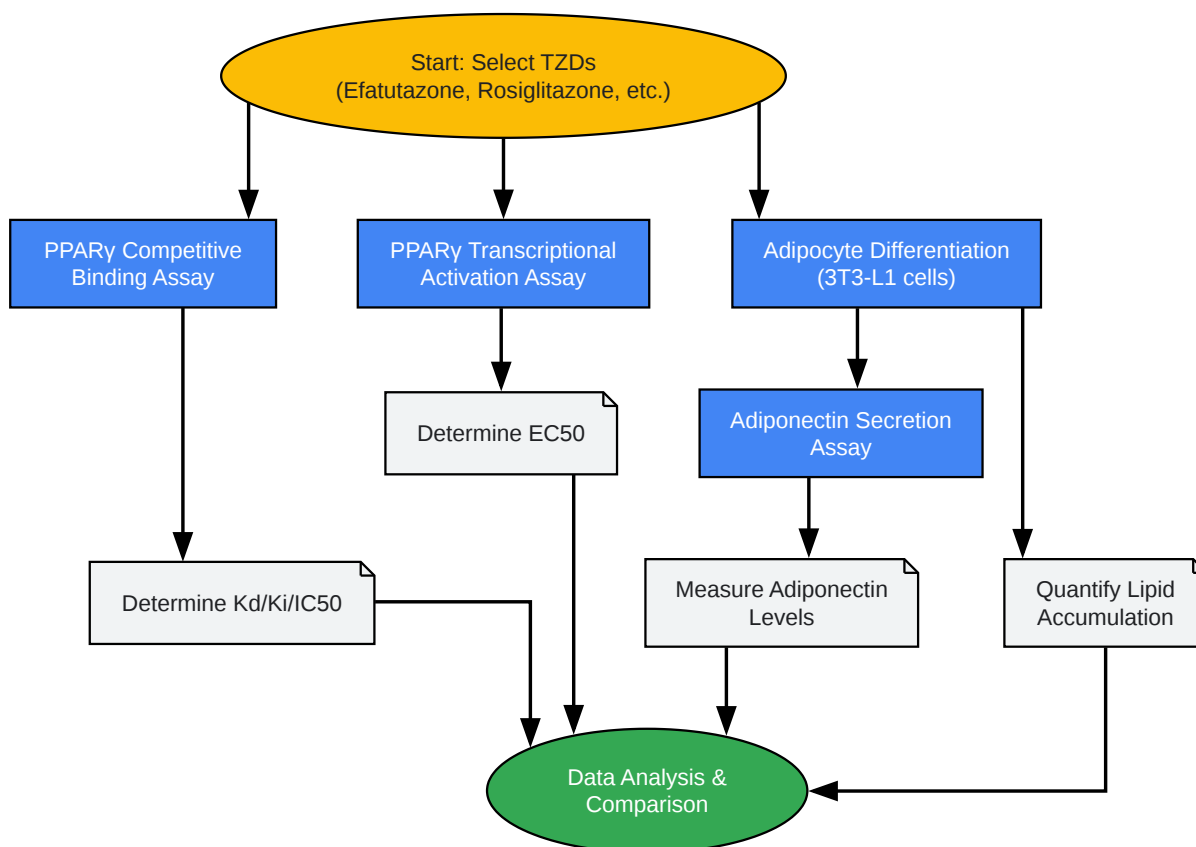 Start: Select TZDs
(Efatutazone, Rosiglitazone, etc.)
PPARγ Competitive
Binding Assay
PPARγ Transcriptional
Activation Assay
Adipocyte Differentiation
(3T3-L1 cells)
Determine EC50
Adiponectin Secretion
Assay
Determine Kd/Ki/IC50
Measure Adiponectin
Levels
Quantify Lipid
Accumulation
Data Analysis &
Comparison